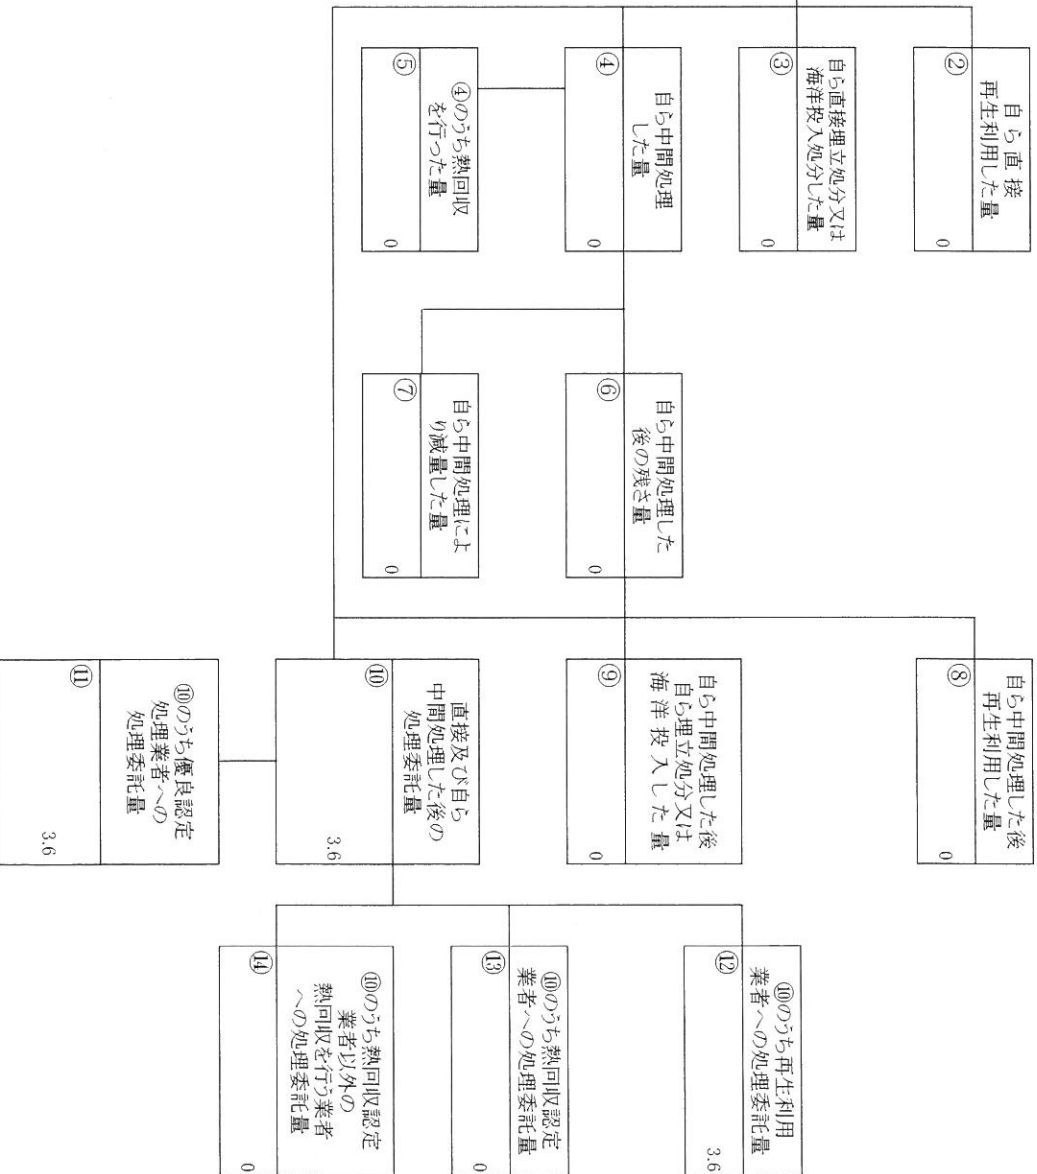 自ら直接
再生利用した量
②
0
自ら直接埋立処分又は
海洋投入処分した量
③
0
自ら中間処理
した量
④
0
④のうち熱回収
を行った量
⑤
0
自ら中間処理した
後の残さ量
⑥
0
自ら中間処理によ
り減量した量
⑦
0
自ら中間処理した後
再生利用した量
⑧
0
自ら中間処理した後
自ら埋立処分又は
海洋投入した量
⑨
0
直接及び自ら
中間処理した後の
処理委託量
⑩
3.6
⑩のうち優良認定
処理業者への
処理委託量
⑪
3.6
⑩のうち再生利用
業者への処理委託量
⑫
3.6
⑩のうち熱回収認定
業者への処理委託量
⑬
0
⑩のうち熱回収認定
業者以外の
熱回収を行う業者
への処理委託量
⑭
0